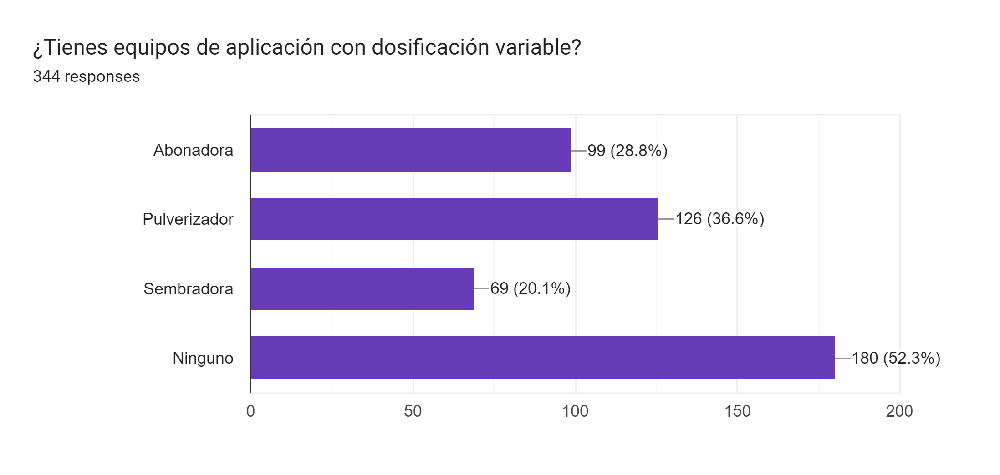 ¿Tienes equipos de aplicación con dosificación variable?
344 responses
Abonadora
99 (28.8%)
Pulverizador
126 (36.6%)
Sembradora
69 (20.1%)
Ninguno
180 (52.3%)
0 50 100 150 200